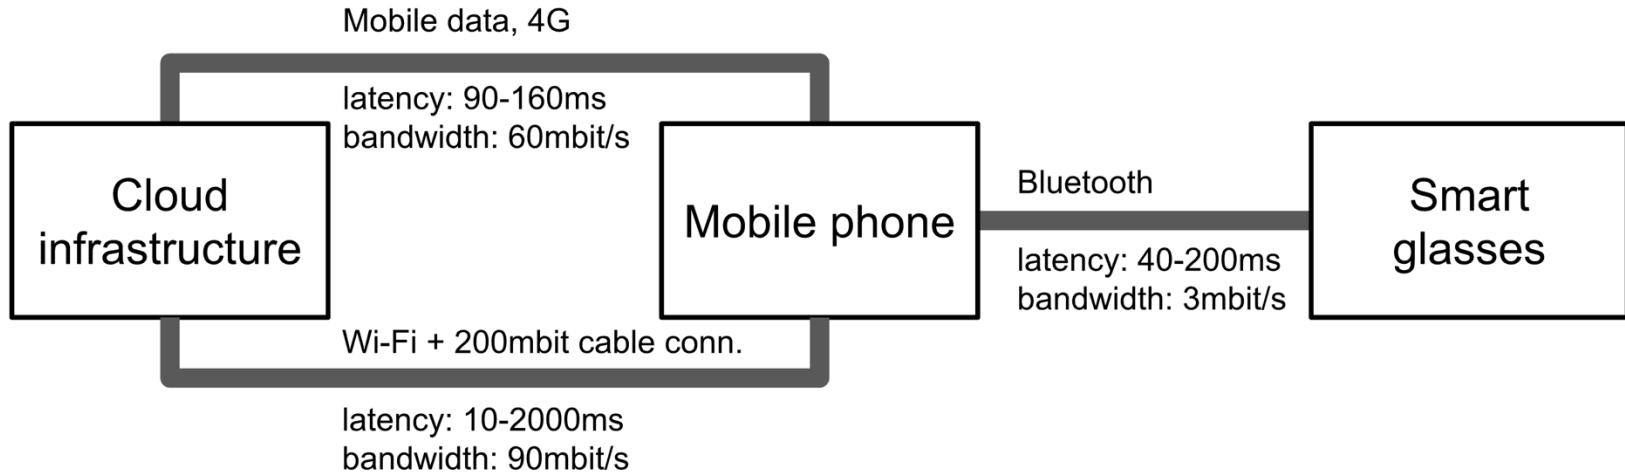 Mobile data, 4G
latency: 90-160ms
bandwidth: 60mbit/s
Cloud
infrastructure
Mobile phone
Bluetooth
latency: 40-200ms
bandwidth: 3mbit/s
Smart
glasses
Wi-Fi + 200mbit cable conn.
latency: 10-2000ms
bandwidth: 90mbit/s